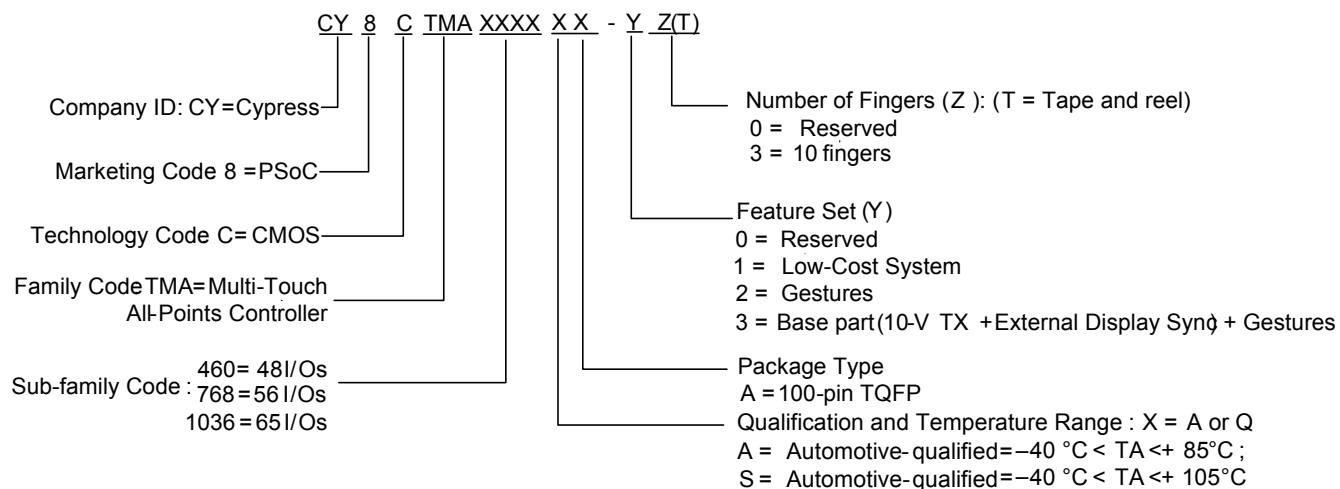 CY 8 C TMA XXXX X X - Y Z(T)
Company ID: CY=Cypress
Marketing Code 8 =PSoC
Technology Code C= CMOS
Family Code TMA=Multi-Touch
All-Points Controller
Sub-family Code :
460= 48 I/Os
768=56 I/Os
1036=65 I/Os
Number of Fingers (Z ): (T = Tape and reel)
0 = Reserved
3 = 10 fingers
Feature Set (Y)
0 = Reserved
1 = Low-Cost System
2 = Gestures
3 = Base part (10-V TX +External Display Sync) + Gestures
Package Type
A =100-pin TQFP
Qualification and Temperature Range : X = A or Q
A = Automotive-qualified=–40 °C < TA <+ 85°C ;
S = Automotive-qualified=–40 °C < TA <+ 105°C